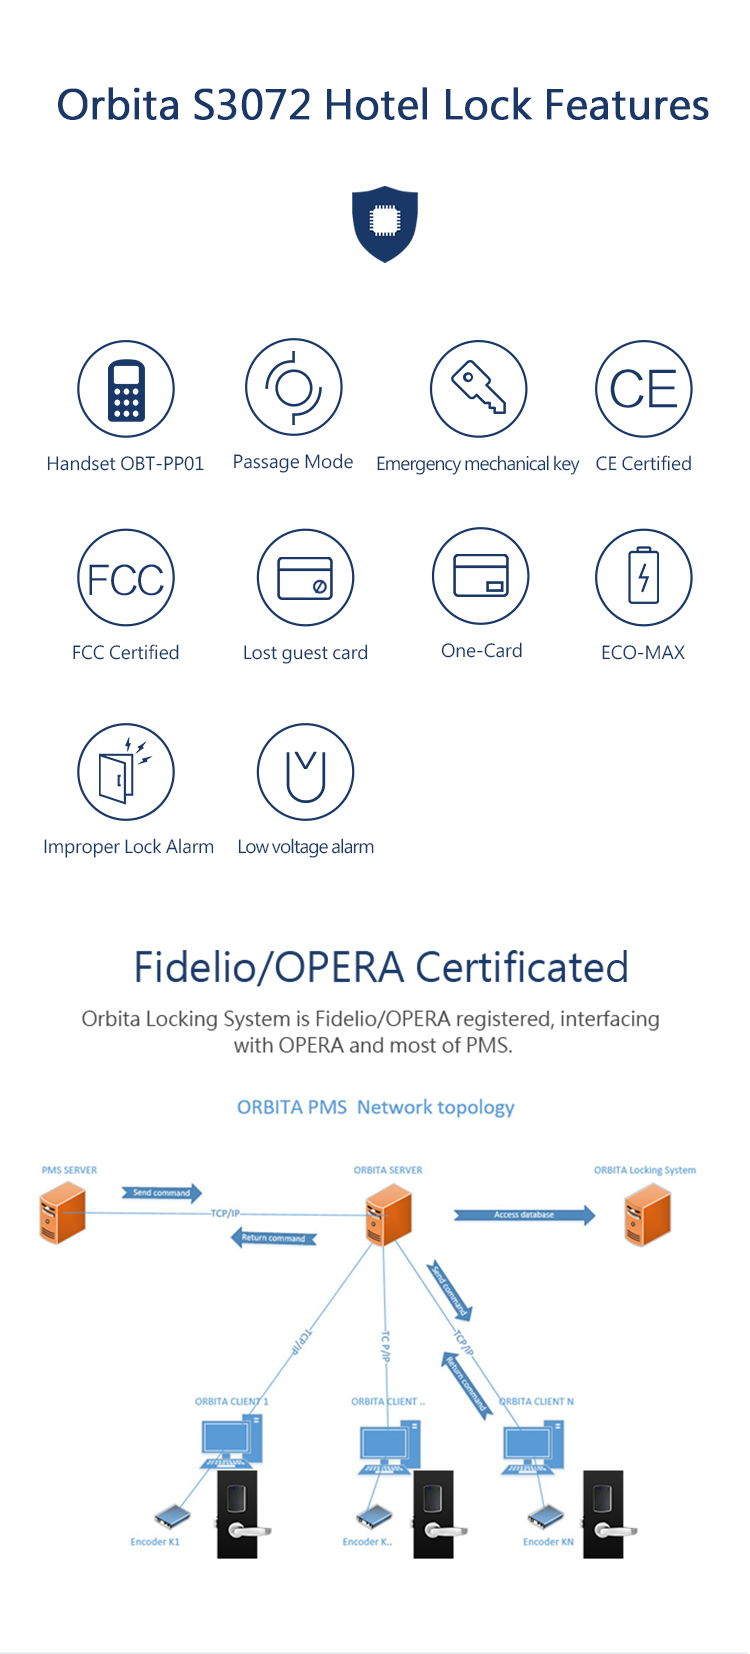 Orbita S3072 Hotel Lock Features
Handset OBT-PP01
Passage Mode
Emergency mechanical key
CE
CE Certified
FCC
FCC Certified
Lost guest card
One-Card
ECO-MAX
Improper Lock Alarm
Low voltage alarm
Fidelio/OPERA Certificated
Orbita Locking System is Fidelio/OPERA registered, interfacing
with OPERA and most of PMS.
ORBITA PMS Network topology
PMS SERVER
ORBITA SERVER
ORBITA Locking System
Send command
TCP/IP
Return command
Access database
Send command
TCP/IP
TC P/IP
TCP/IP
Return command
ORBITA CLIENT 1
ORBITA CLIENT ..
ORBITA CLIENT N
Encoder K1
Encoder K..
Encoder KN